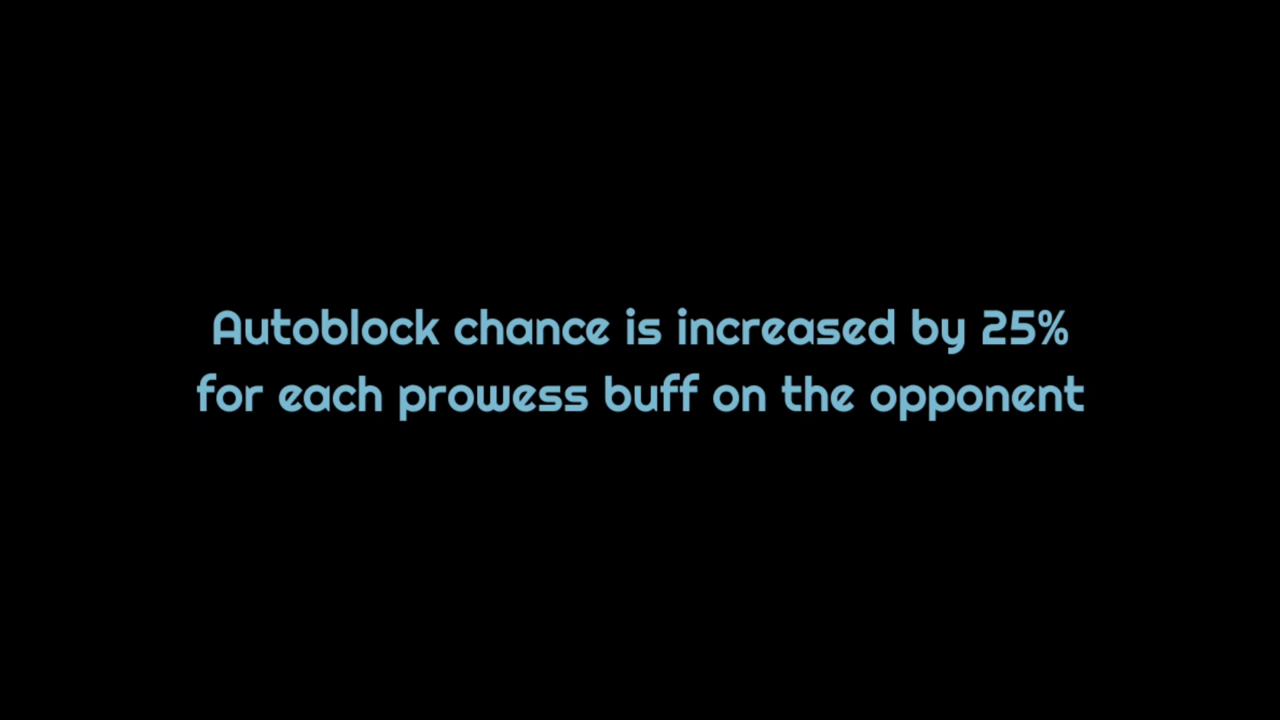 Autoblock chance is increased by 25%
for each prowess buff on the opponent